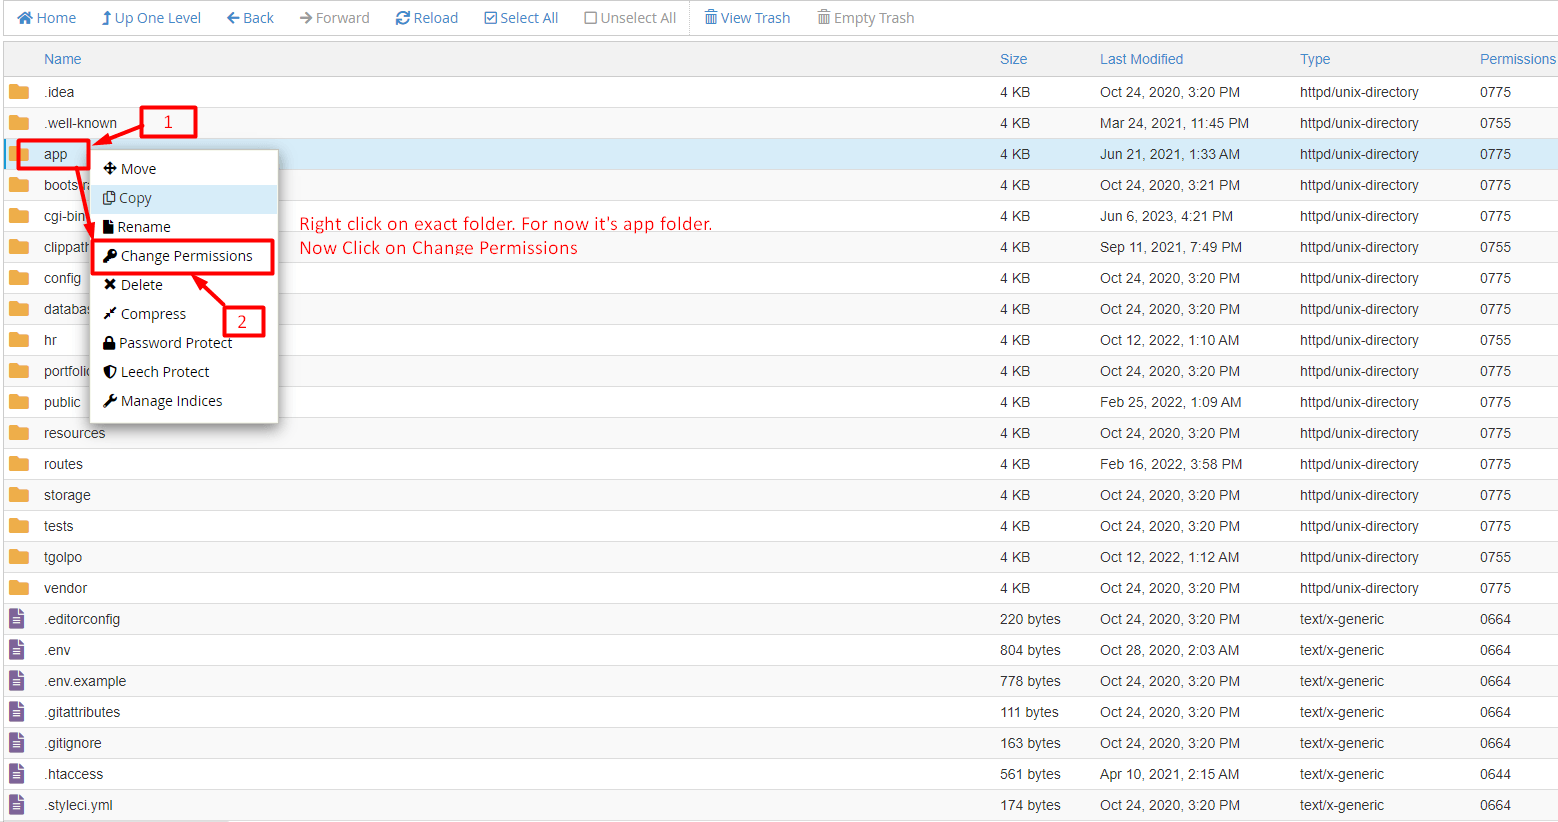 Home Up One Level Back Forward Reload Select All Unselect All View Trash Empty Trash
Name Size Last Modified Type Permissions
.idea 4 KB Oct 24, 2020, 3:20 PM httpd/unix-directory 0775
.well-known 4 KB Mar 24, 2021, 11:45 PM httpd/unix-directory 0755
1
app 4 KB Jun 21, 2021, 1:33 AM httpd/unix-directory 0775
Move
bootstra 4 KB Oct 24, 2020, 3:21 PM httpd/unix-directory 0775
Copy
cgi-bin 4 KB Jun 6, 2023, 4:21 PM httpd/unix-directory 0755
Rename
Right click on exact folder. For now it's app folder.
Now Click on Change Permissions
clippath 4 KB Sep 11, 2021, 7:49 PM httpd/unix-directory 0755
Change Permissions
config 4 KB Oct 24, 2020, 3:20 PM httpd/unix-directory 0775
Delete
databas 4 KB Oct 24, 2020, 3:20 PM httpd/unix-directory 0775
Compress
2
hr 4 KB Oct 12, 2022, 1:10 AM httpd/unix-directory 0755
Password Protect
portfolio 4 KB Oct 24, 2020, 3:20 PM httpd/unix-directory 0775
Leech Protect
public 4 KB Feb 25, 2022, 1:09 AM httpd/unix-directory 0775
Manage Indices
resources 4 KB Oct 24, 2020, 3:20 PM httpd/unix-directory 0775
routes 4 KB Feb 16, 2022, 3:58 PM httpd/unix-directory 0775
storage 4 KB Oct 24, 2020, 3:20 PM httpd/unix-directory 0775
tests 4 KB Oct 24, 2020, 3:20 PM httpd/unix-directory 0775
tgolpo 4 KB Oct 12, 2022, 1:12 AM httpd/unix-directory 0755
vendor 4 KB Oct 24, 2020, 3:20 PM httpd/unix-directory 0775
.editorconfig 220 bytes Oct 24, 2020, 3:20 PM text/x-generic 0664
.env 804 bytes Oct 28, 2020, 2:03 AM text/x-generic 0664
.env.example 778 bytes Oct 24, 2020, 3:20 PM text/x-generic 0664
.gitattributes 111 bytes Oct 24, 2020, 3:20 PM text/x-generic 0664
.gitignore 163 bytes Oct 24, 2020, 3:20 PM text/x-generic 0664
.htaccess 561 bytes Apr 10, 2021, 2:15 AM text/x-generic 0644
.styleci.yml 174 bytes Oct 24, 2020, 3:20 PM text/x-generic 0664